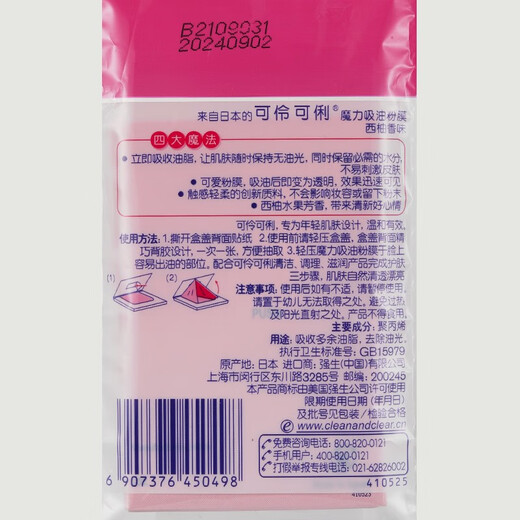 B2109031
20240902
来自日本的可伶可俐®魔力吸油粉膜
西柚香味
四大魔法
• 立即吸收油脂, 让肌肤随时保持无油光, 同时保留必需的水分,
不易刺激皮肤
• 可爱粉膜, 吸油后即变为透明, 效果迅速可见
• 触感轻柔的创新质料, 不会影响妆容或留下粉末
• 西柚水果芳香, 带来清新好心情
可伶可俐, 专为年轻肌肤设计, 温和有效,
使用方法: 1.撕开盒盖背面贴纸 2.使用前请轻压盒盖, 盒盖背面精
巧背胶设计, 一次一张, 方便抽取 3.轻压魔力吸油粉膜于脸上
容易出油的部位, 配合可伶可俐清洁、调理、滋润产品完成护肤
三步骤, 肌肤自然清透漂亮
(1)
(2)
注意事项: 使用后如有不适, 请暂停使用,
请置于幼儿无法取得之处, 避免过热
及阳光直射之处, 产品不得食用,
主要成分: 聚丙烯
用途: 吸收多余油脂, 去除油光,
执行卫生标准号: GB15979
原产地: 日本 进口商: 强生(中国)有限公司
上海市闵行区东川路3285号 邮编: 200245
本产品商标由美国强生公司许可使用
限期使用日期 (年月日)
及批号见包装/检验合格
www.cleanandclear.cn
免费咨询电话: 800-820-0121
手机用户: 400-820-0121
打假举报专线电话: 021-62826002
6 907376 450498
410525
410525